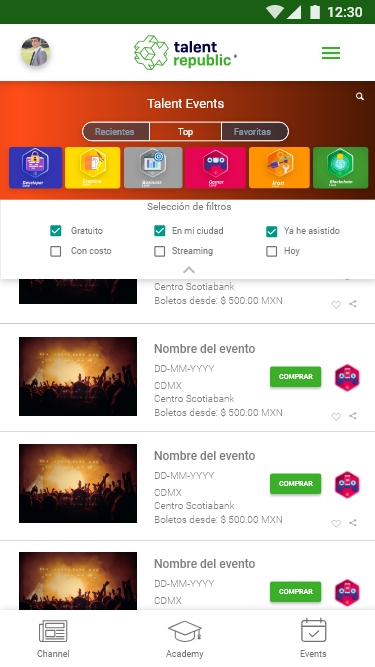 12:30
talent
republic
Talent Events
Recientes Top Favoritas
Developer Creative Business Gamer Iron Blockchain
Selección de filtros
Gratuito En mi ciudad Ya he asistido
Con costo Streaming Hoy
Centro Scotiabank
Boletos desde: $ 500.00 MXN
Nombre del evento
DD-MM-YYYY
COMPRAR
CDMX
Centro Scotiabank
Boletos desde: $ 500.00 MXN
Nombre del evento
DD-MM-YYYY
COMPRAR
CDMX
Centro Scotiabank
Boletos desde: $ 500.00 MXN
Nombre del evento
DD-MM-YYYY
COMPRAR
CDMX
Channel Academy Events